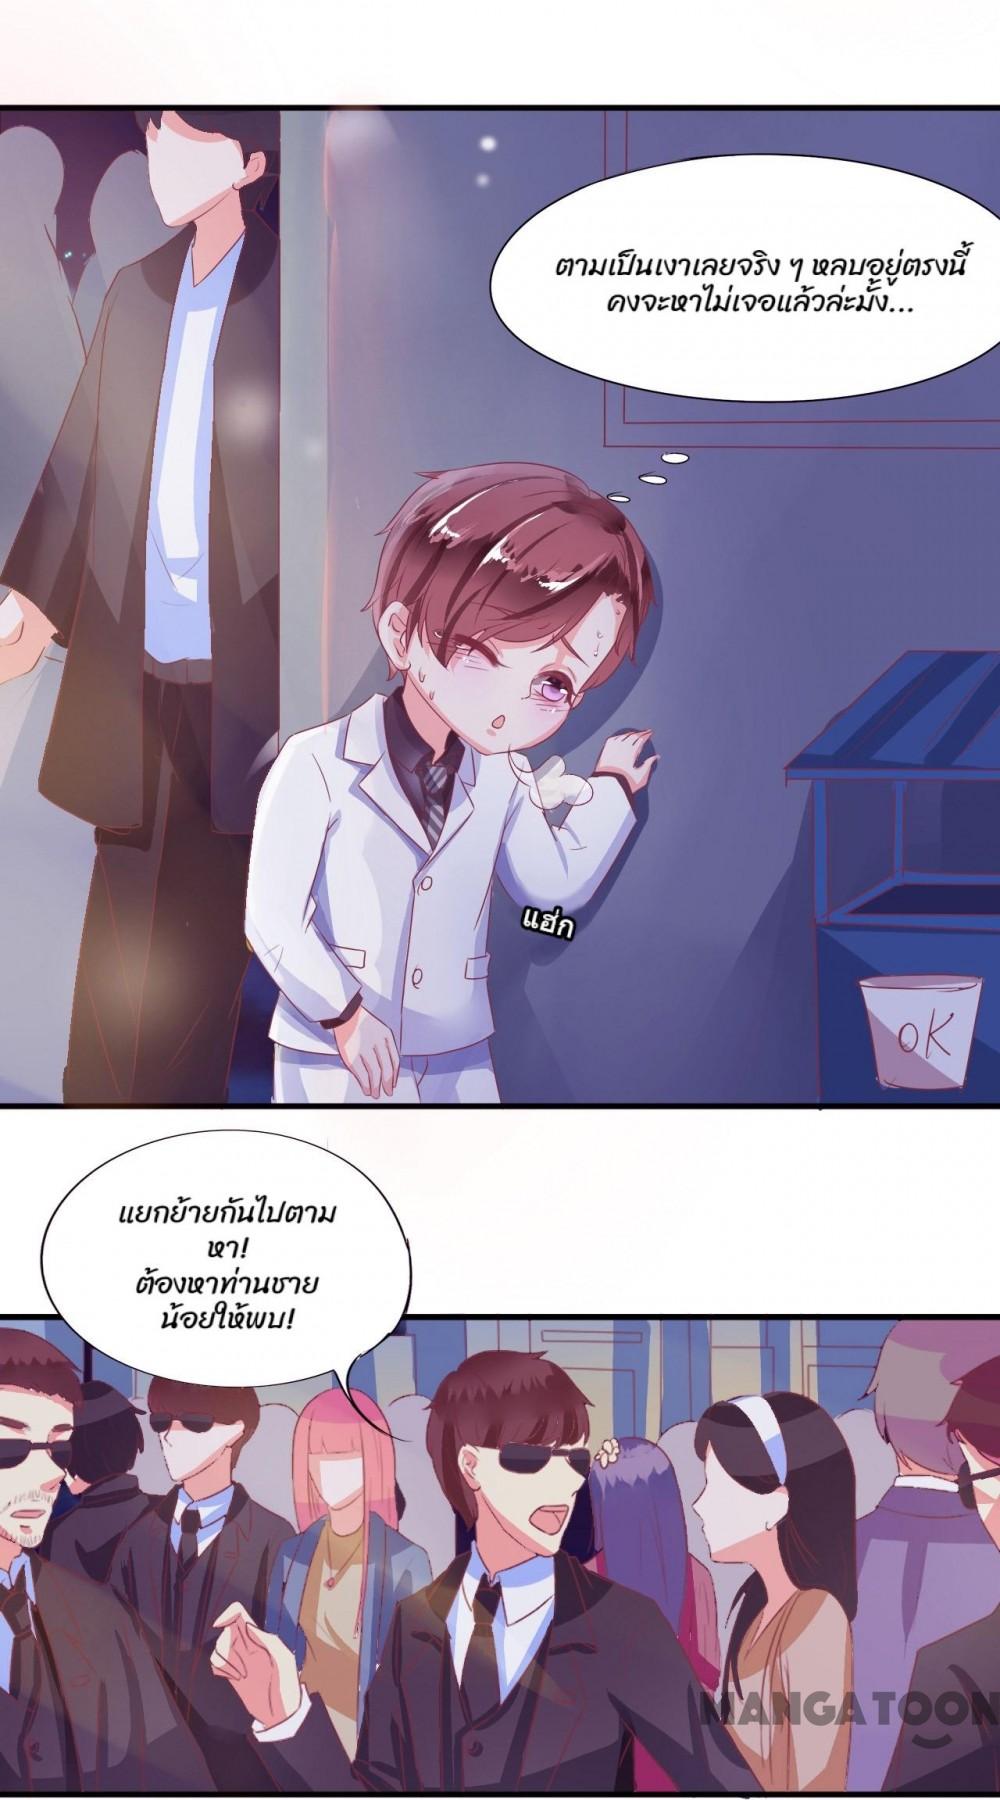 ตามเป็นเงาเลยจริง ๆ หลบอยู่ตรงนี้
คงจะหาไม่เจอแล้วล่ะมั้ง...
แฮ่ก
OK
แยกย้ายกันไปตาม
หา!
ต้องหาท่านชาย
น้อยให้พบ!
MANGATOON